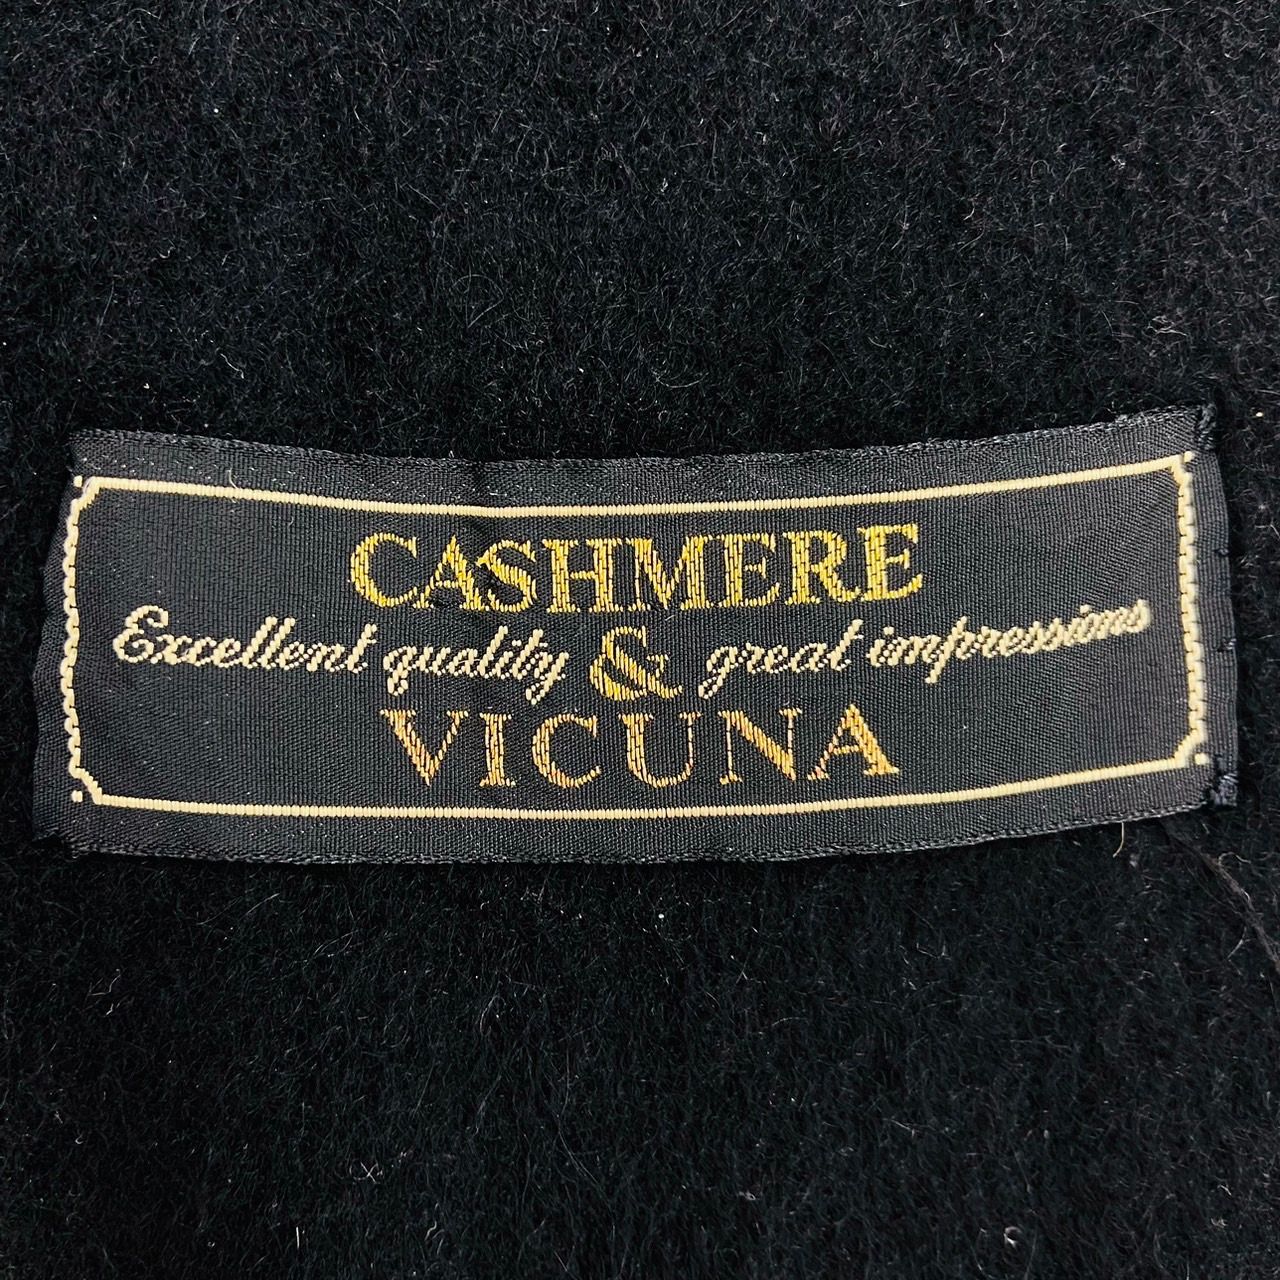 CASHMERE
Excellent quality & great impressions
VICUNA